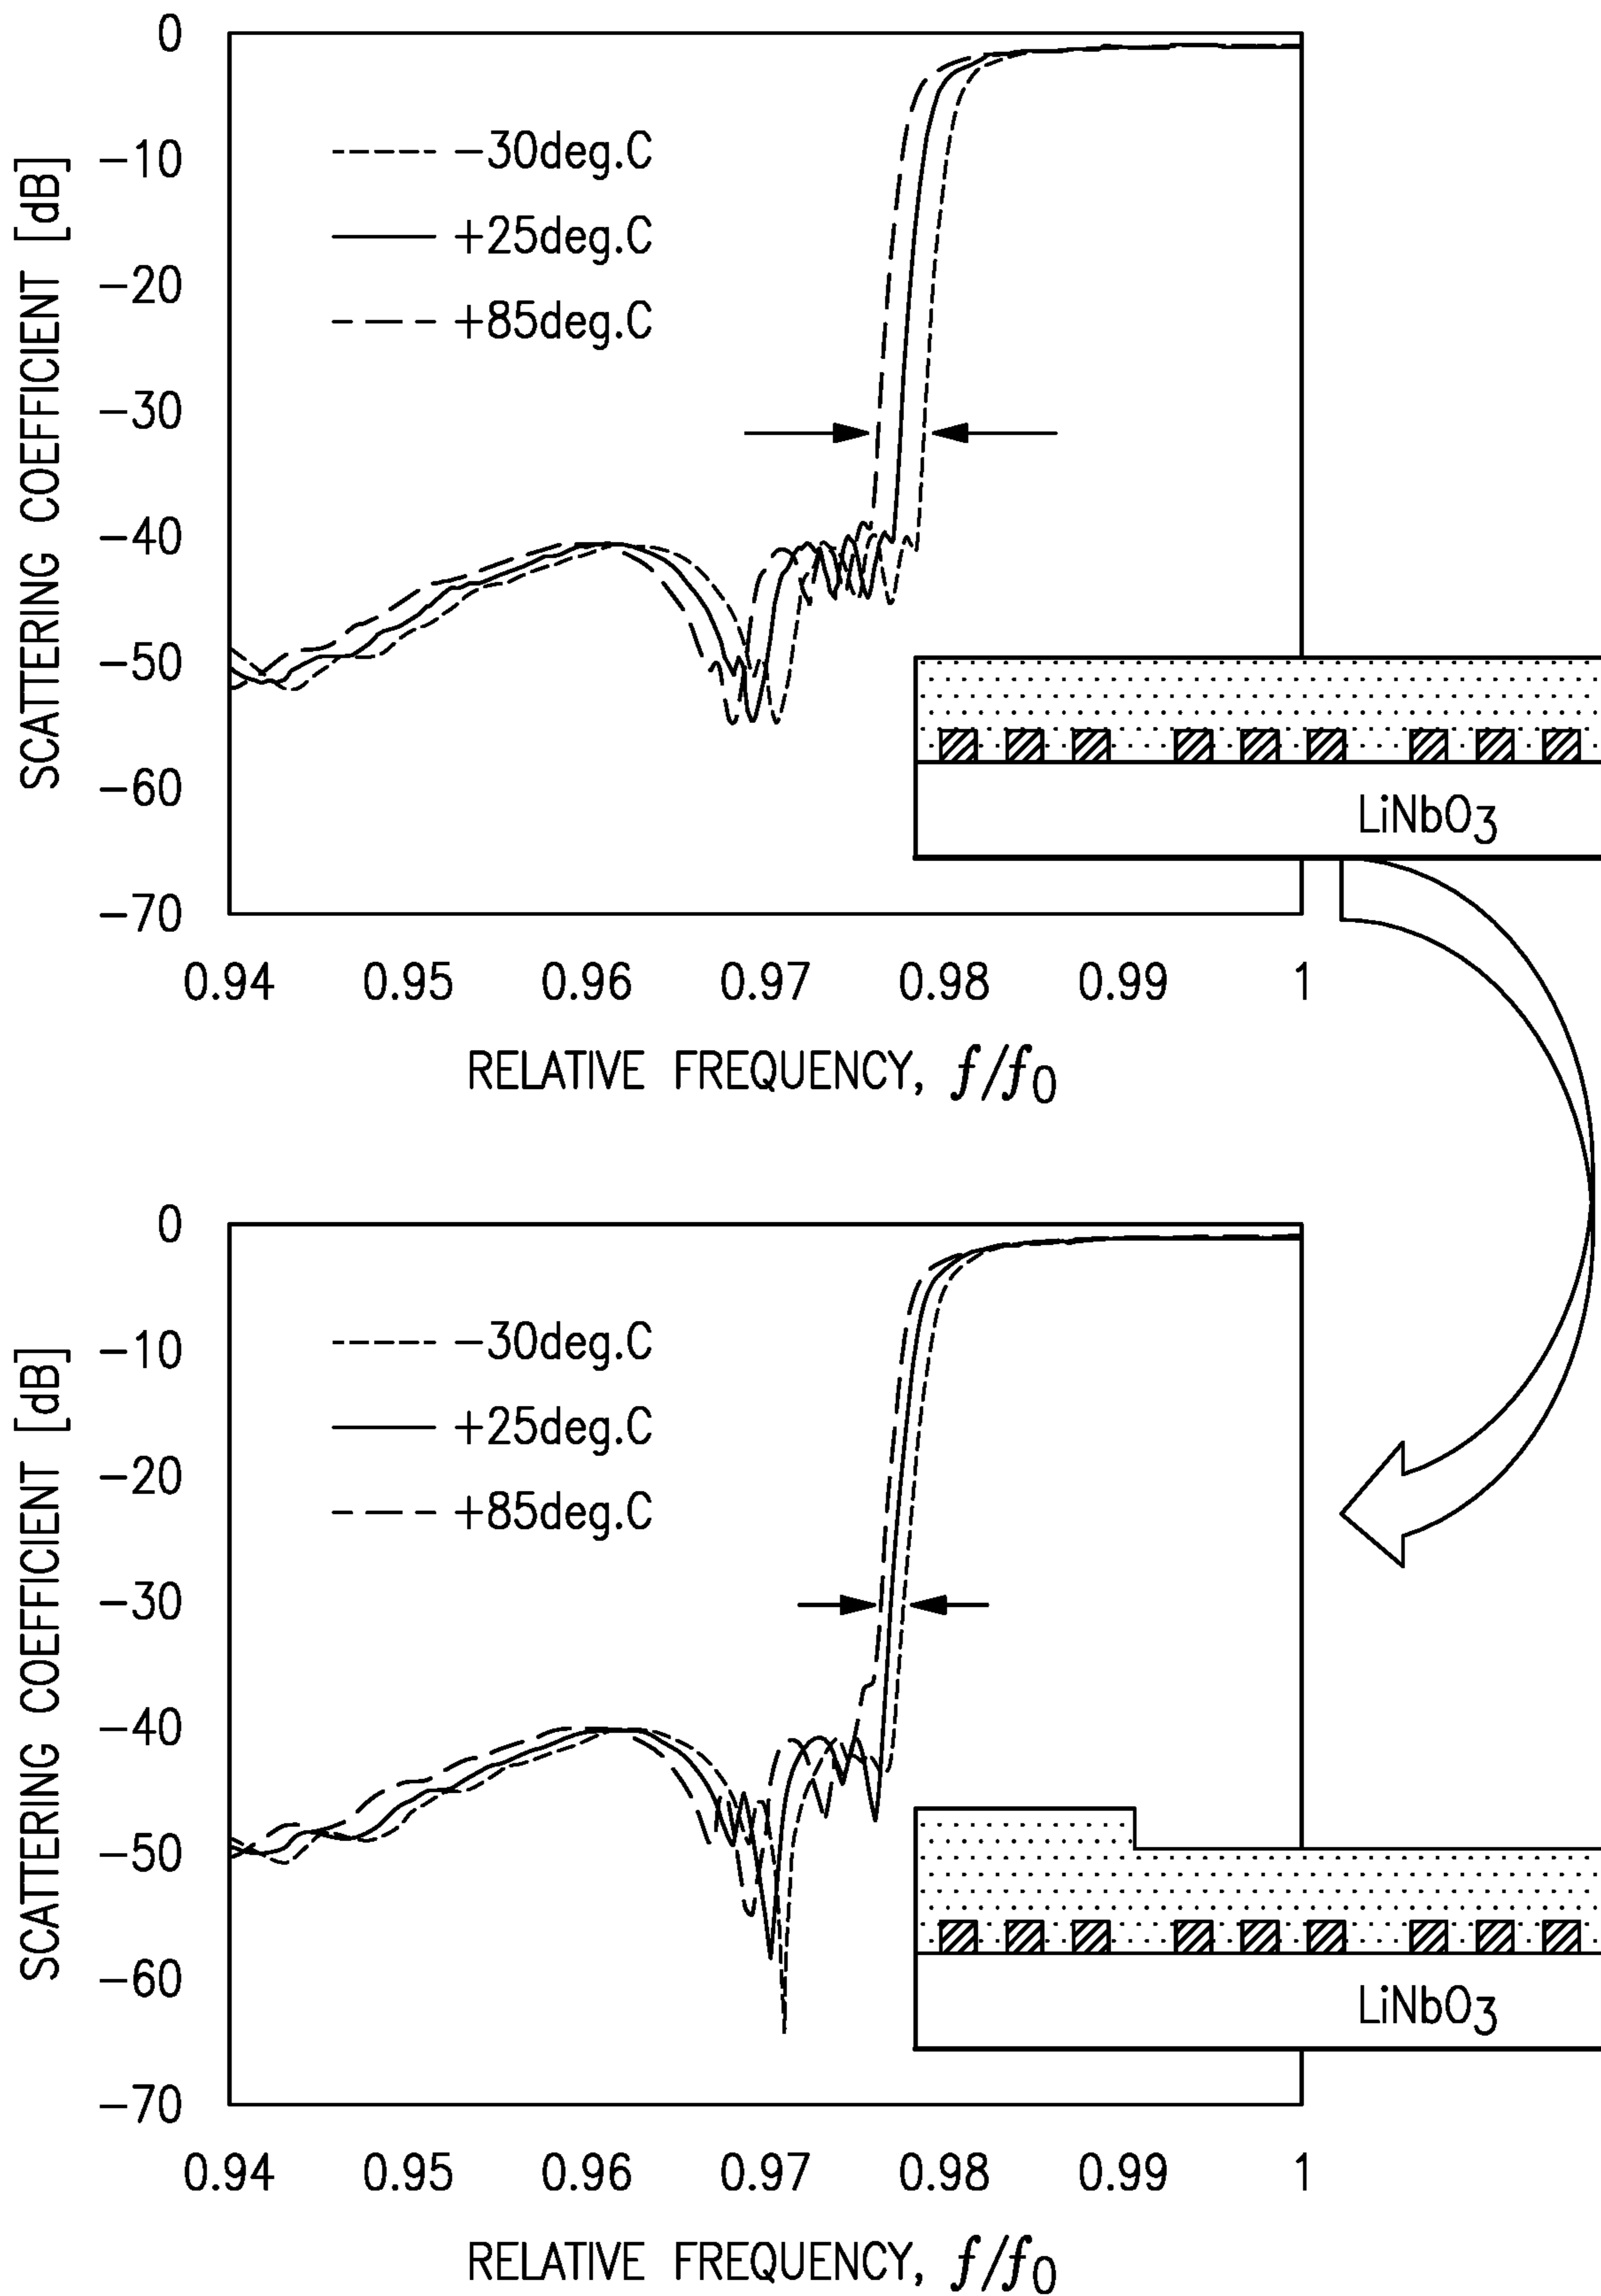 0
-10
-20
-30
-40
-50
-60
-70
SCATTERING COEFFICIENT [dB]
-30deg.C
+25deg.C
+85deg.C
LiNbO3
0.94 0.95 0.96 0.97 0.98 0.99 1
RELATIVE FREQUENCY, f/f0
0
-10
-20
-30
-40
-50
-60
-70
SCATTERING COEFFICIENT [dB]
-30deg.C
+25deg.C
+85deg.C
LiNbO3
0.94 0.95 0.96 0.97 0.98 0.99 1
RELATIVE FREQUENCY, f/f0